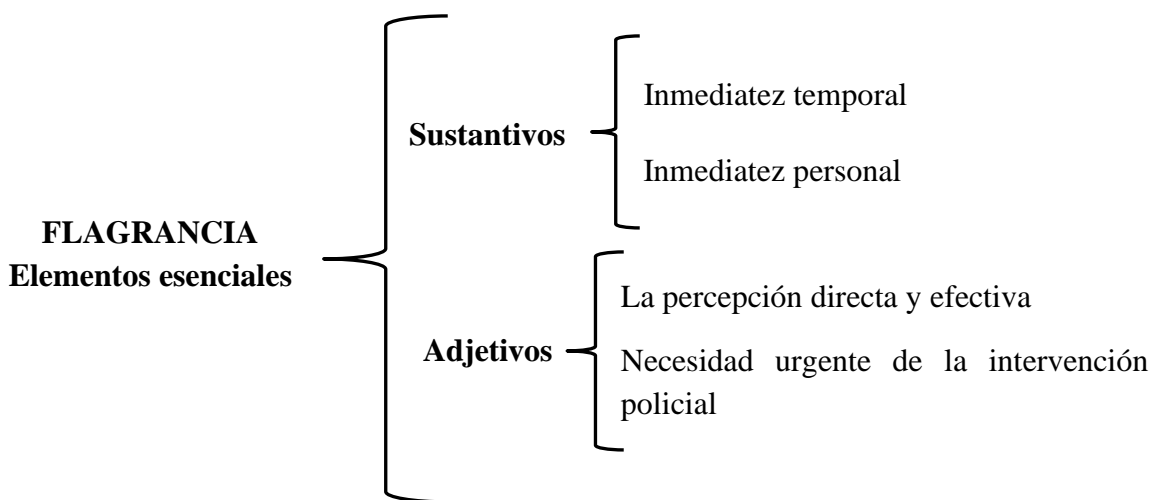 FLAGRANCIA
Elementos esenciales
Sustantivos
Inmediatez temporal
Inmediatez personal
Adjetivos
La percepción directa y efectiva
Necesidad urgente de la intervención
policial